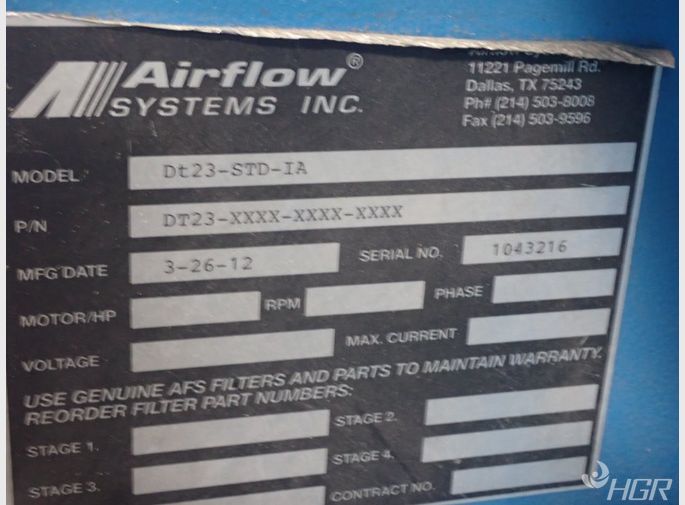 Airflow®
SYSTEMS INC.
11221 Pagemill Rd.
Dallas, TX 75243
Ph# (214) 503-8008
Fax (214) 503-9596
MODEL Dt23-STD-IA
P/N DT23-XXXX-XXXX-XXXX
MFG DATE 3-26-12 SERIAL NO. 1043216
MOTOR/HP RPM PHASE
VOLTAGE MAX. CURRENT
USE GENUINE AFS FILTERS AND PARTS TO MAINTAIN WARRANTY.
REORDER FILTER PART NUMBERS:
STAGE 1. STAGE 2.
STAGE 3. STAGE 4.
CONTRACT NO.
HGR